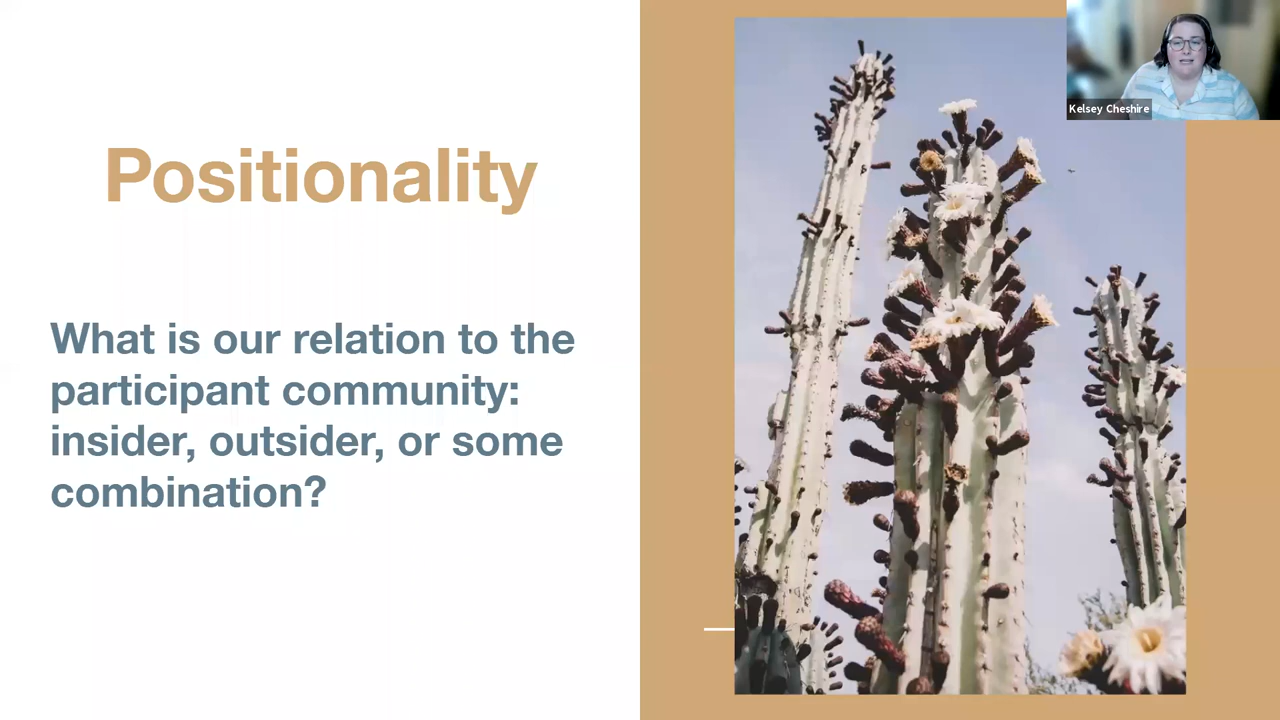 Positionality
What is our relation to the
participant community:
insider, outsider, or some
combination?
Kelsey Cheshire